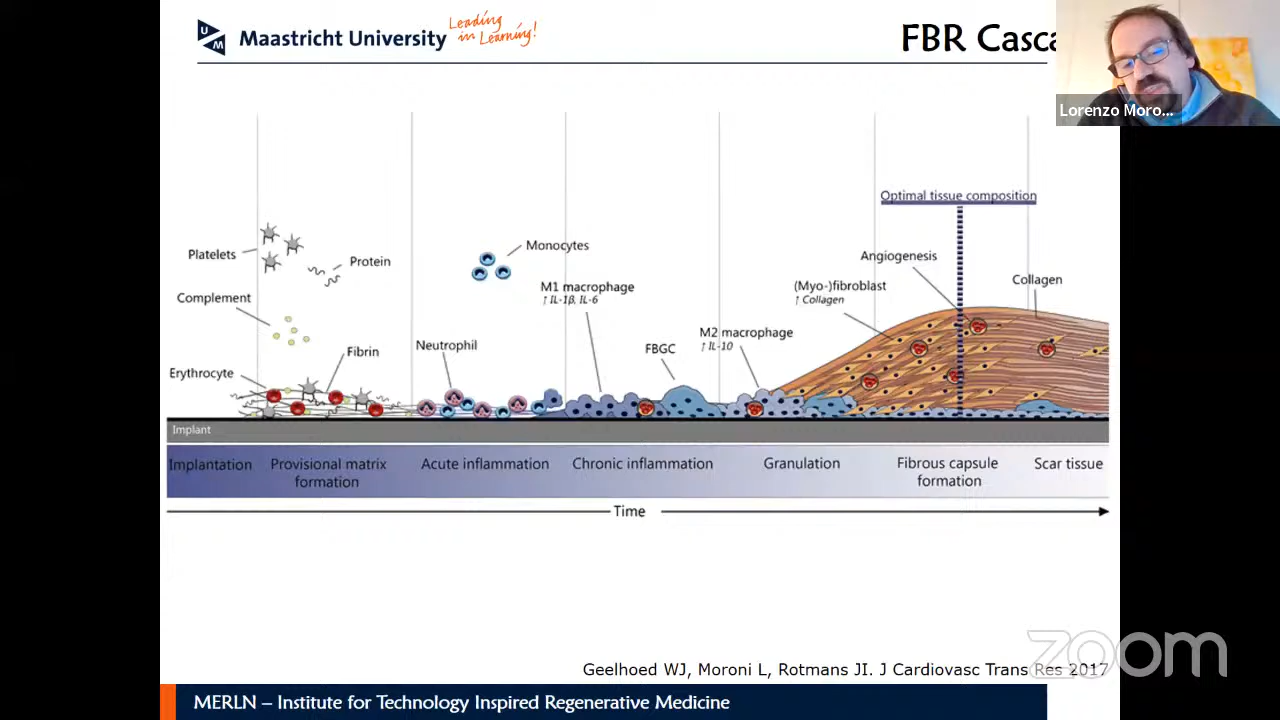 Maastricht University
Leading
in Learning!
FBR Casca
Lorenzo Moro...
Optimal tissue composition
Platelets
Protein
Monocytes
Angiogenesis
Complement
M1 macrophage
↑ IL-1β, IL-6
(Myo-)fibroblast
↑ Collagen
Collagen
Fibrin
Neutrophil
FBGC
M2 macrophage
↑ IL-10
Erythrocyte
Implant
Implantation
Provisional matrix
formation
Acute inflammation
Chronic inflammation
Granulation
Fibrous capsule
formation
Scar tissue
Time
zoom
Geelhoed WJ, Moroni L, Rotmans JI. J Cardiovasc Trans Res 2017
MERLN – Institute for Technology Inspired Regenerative Medicine